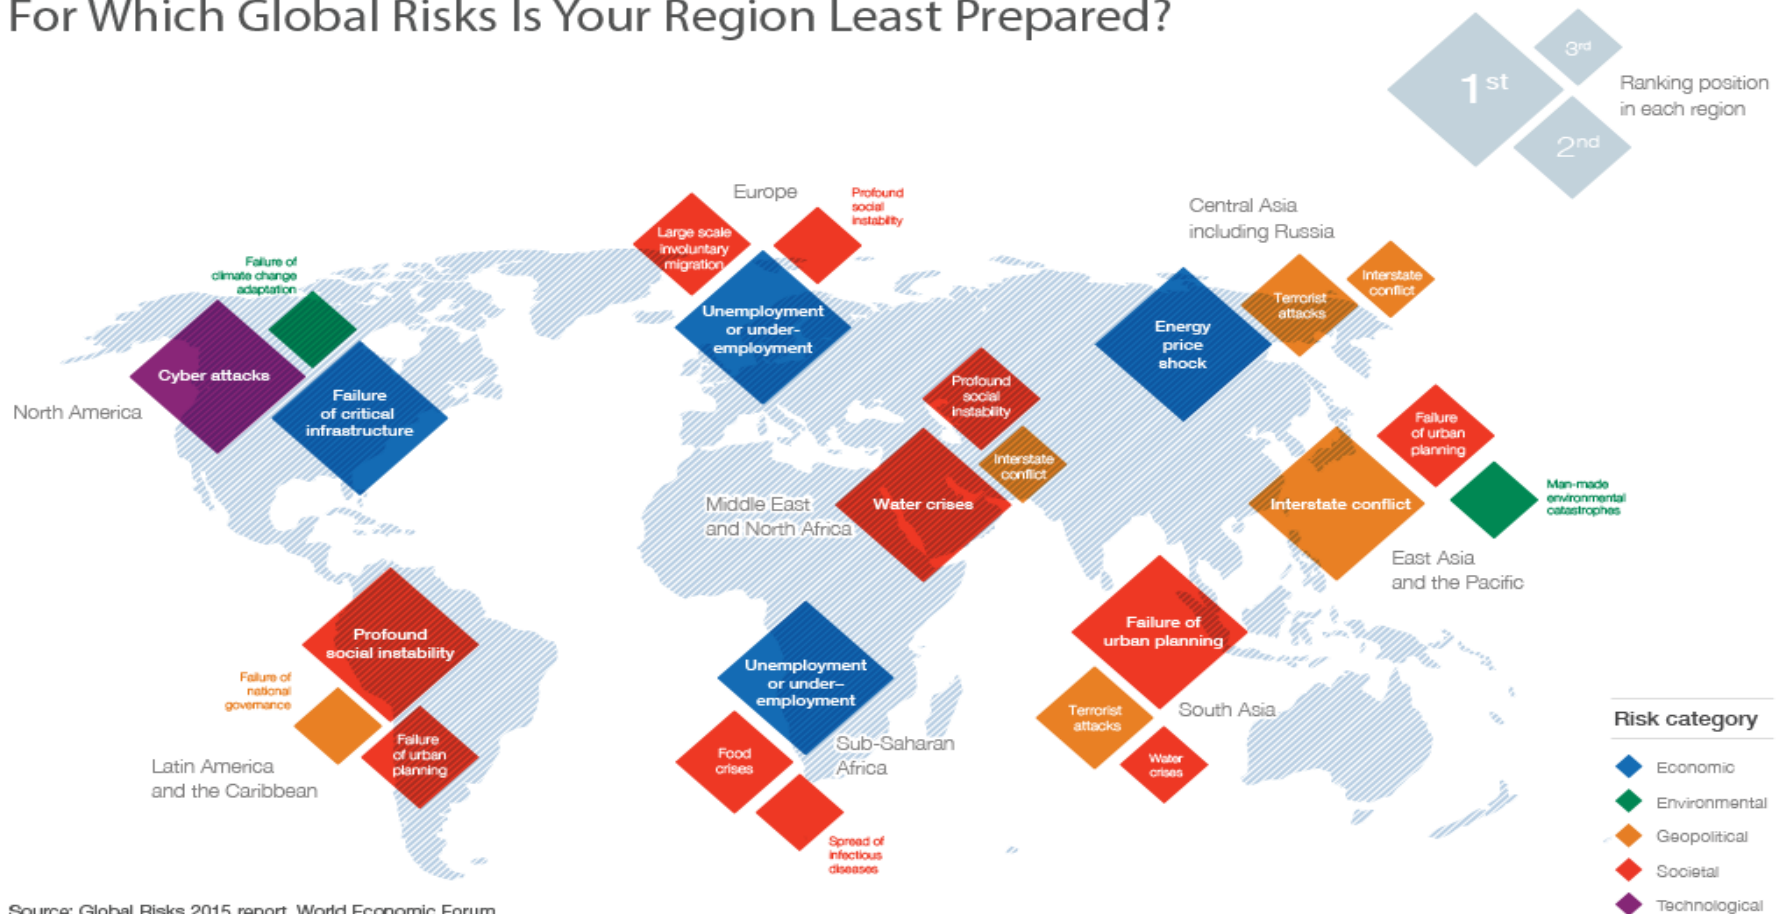 For Which Global Risks Is Your Region Least Prepared?
1st
3rd
2nd
Ranking position
in each region
Europe
Large scale
involuntary
migration
Profound
social
instability
Unemployment
or under-
employment
Central Asia
including Russia
Energy
price
shock
Terrorist
attacks
Interstate
conflict
Failure of
climate change
adaptation
Cyber attacks
Failure
of critical
infrastructure
North America
Profound
social
instability
Interstate
conflict
Water crises
Middle East
and North Africa
Failure
of urban
planning
Interstate conflict
Man-made
environmental
catastrophes
East Asia
and the Pacific
Profound
social instability
Failure of
national
governance
Failure
of urban
planning
Latin America
and the Caribbean
Unemployment
or under–
employment
Food
crises
Sub-Saharan
Africa
Spread of
infectious
diseases
Failure of
urban planning
Terrorist
attacks
South Asia
Water
crises
Risk category
Economic
Environmental
Geopolitical
Societal
Technological
Source: Global Risks 2015 report, World Economic Forum